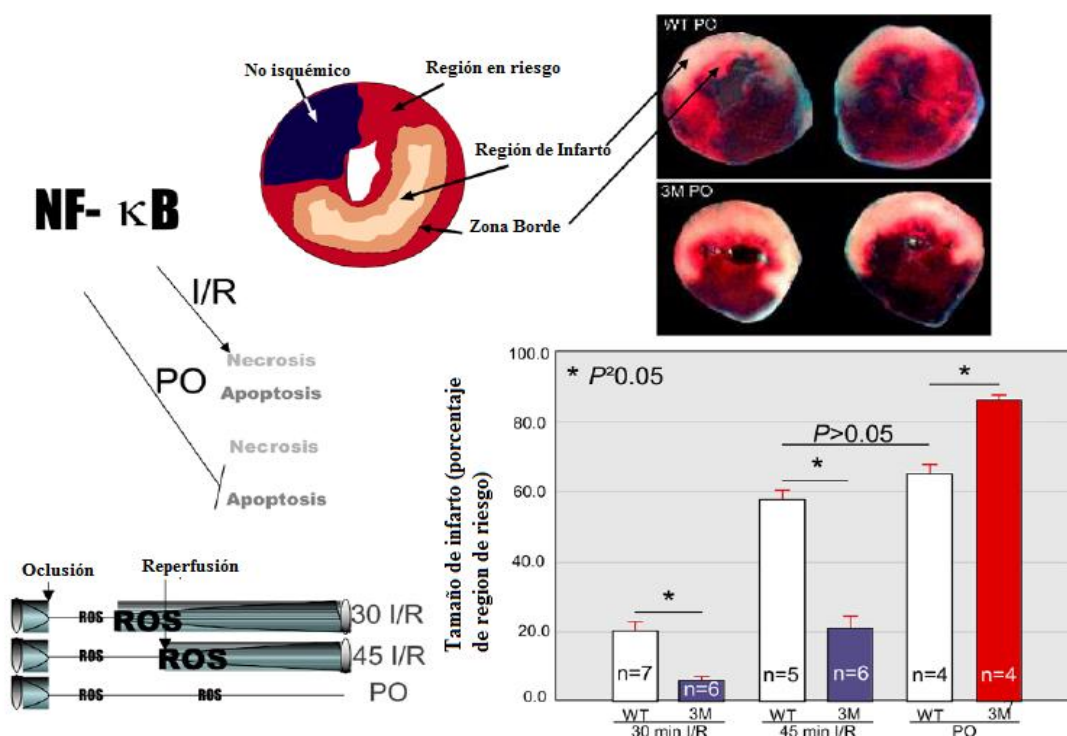 No isquémico
Región en riesgo
Región de Infarto
Zona Borde
WT PO
3M PO
NF- κB
I/R
PO
Necrosis
Apoptosis
Necrosis
Apoptosis
Oclusión
Reperfusión
ROS
ROS
30 I/R
ROS
ROS
45 I/R
ROS
ROS
PO
Tamaño de infarto (porcentaje
de region de riesgo)
100.0
80.0
60.0
40.0
20.0
0.0
* P²0.05
*
P>0.05
*
*
n=7
n=6
n=5
n=6
n=4
n=4
WT
3M
WT
3M
WT
3M
30 min I/R
45 min I/R
PO